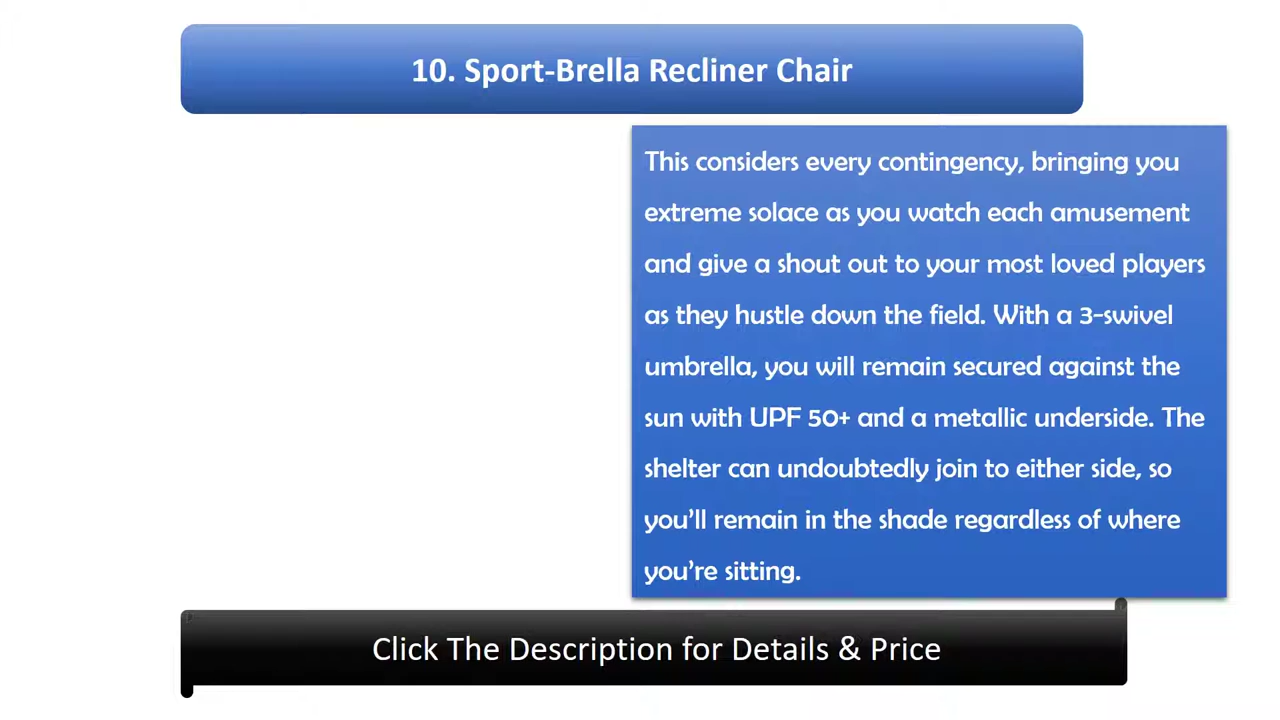 10. Sport-Brella Recliner Chair
This considers every contingency, bringing you
extreme solace as you watch each amusement
and give a shout out to your most loved players
as they hustle down the field. With a 3-swivel
umbrella, you will remain secured against the
sun with UPF 50+ and a metallic underside. The
shelter can undoubtedly join to either side, so
you’ll remain in the shade regardless of where
you’re sitting.
Click The Description for Details & Price